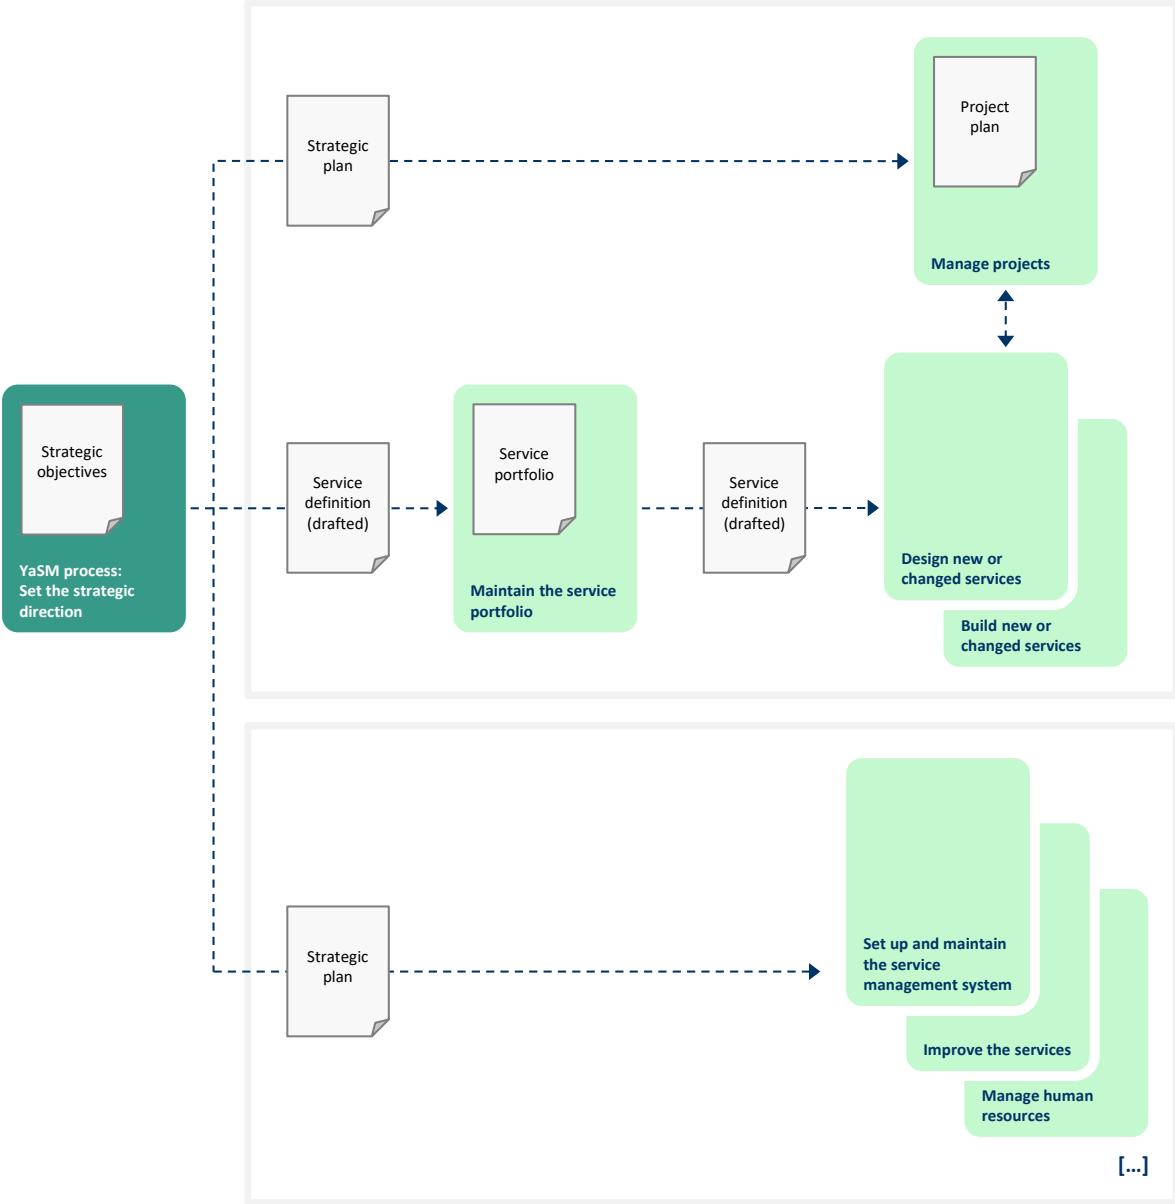 Project
plan
Strategic
plan
Manage projects
Strategic
objectives
YaSM process:
Set the strategic
direction
Service
definition
(drafted)
Service
portfolio
Maintain the service
portfolio
Service
definition
(drafted)
Design new or
changed services
Build new or
changed services
Strategic
plan
Set up and maintain
the service
management system
Improve the services
Manage human
resources
[...]